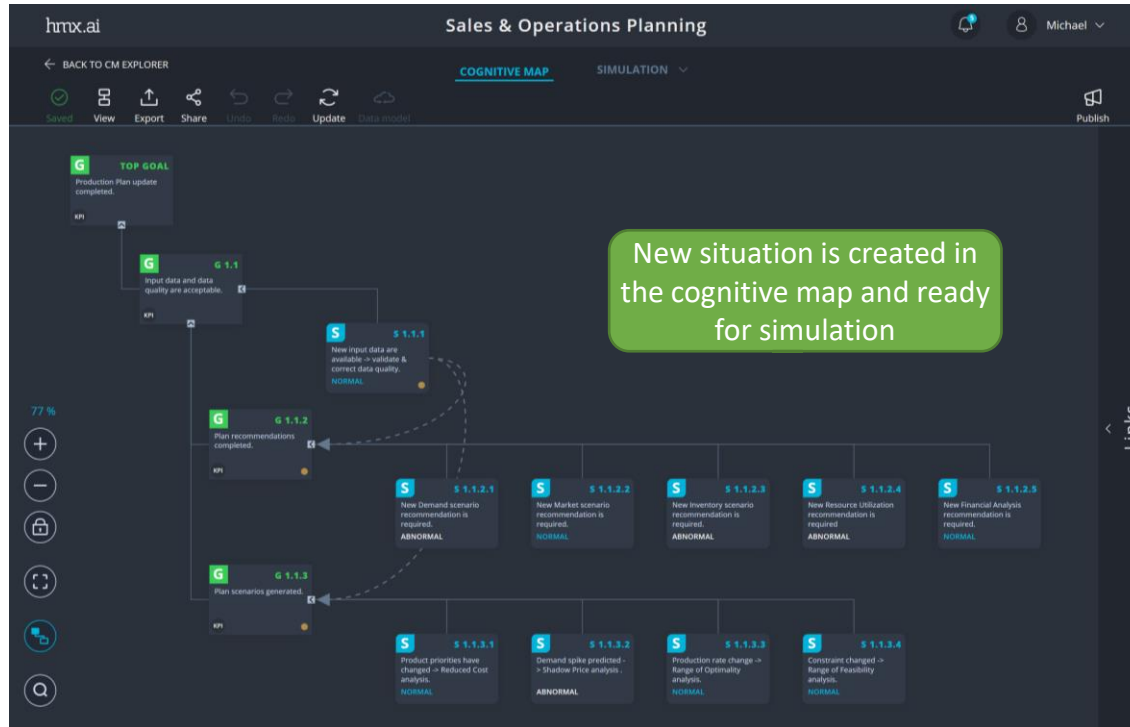 hmx.ai
Sales & Operations Planning
5
Michael
BACK TO CM EXPLORER
COGNITIVE MAP
SIMULATION
Saved
View
Export
Share
Undo
Redo
Update
Data model
Publish
G TOP GOAL
Production Plan update
completed.
KPI
G G 1.1
Input data and data
quality are acceptable.
KPI
New situation is created in
the cognitive map and ready
for simulation
S S 1.1.1
New input data are
available -> validate &
correct data quality.
NORMAL
77 %
Links
G G 1.1.2
Plan recommendations
completed.
KPI
S S 1.1.2.1
New Demand scenario
recommendation is
required.
ABNORMAL
S S 1.1.2.2
New Market scenario
recommendation is
required.
NORMAL
S S 1.1.2.3
New Inventory scenario
recommendation is
required.
ABNORMAL
S S 1.1.2.4
New Resource Utilization
recommendation is
required
ABNORMAL
S S 1.1.2.5
New Financial Analysis
recommendation is
required.
NORMAL
G G 1.1.3
Plan scenarios generated.
KPI
S S 1.1.3.1
Product priorities have
changed -> Reduced Cost
analysis.
NORMAL
S S 1.1.3.2
Demand spike predicted -
> Shadow Price analysis .
ABNORMAL
S S 1.1.3.3
Production rate change ->
Range of Optimality
analysis.
NORMAL
S S 1.1.3.4
Constraint changed ->
Range of Feasibility
analysis.
NORMAL